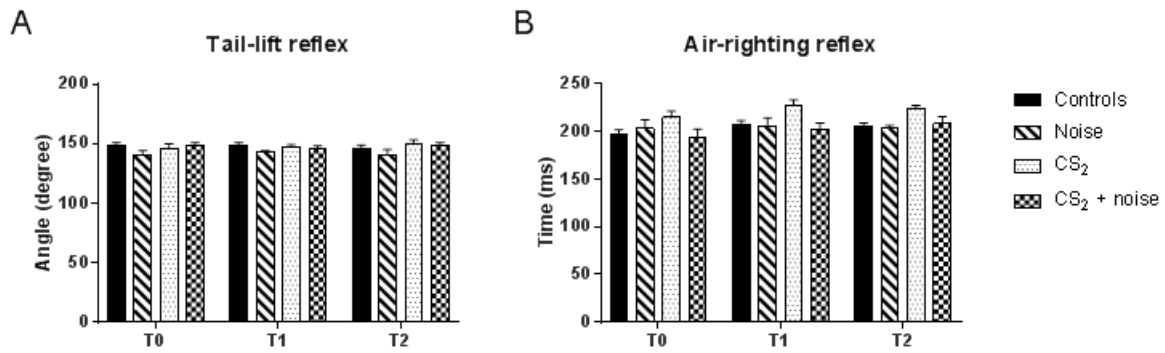 A
Tail-lift reflex
Angle (degree)
200
150
100
50
0
T0 T1 T2
B
Air-righting reflex
Time (ms)
250
200
150
100
50
0
T0 T1 T2
Controls
Noise
CS₂
CS₂ + noise